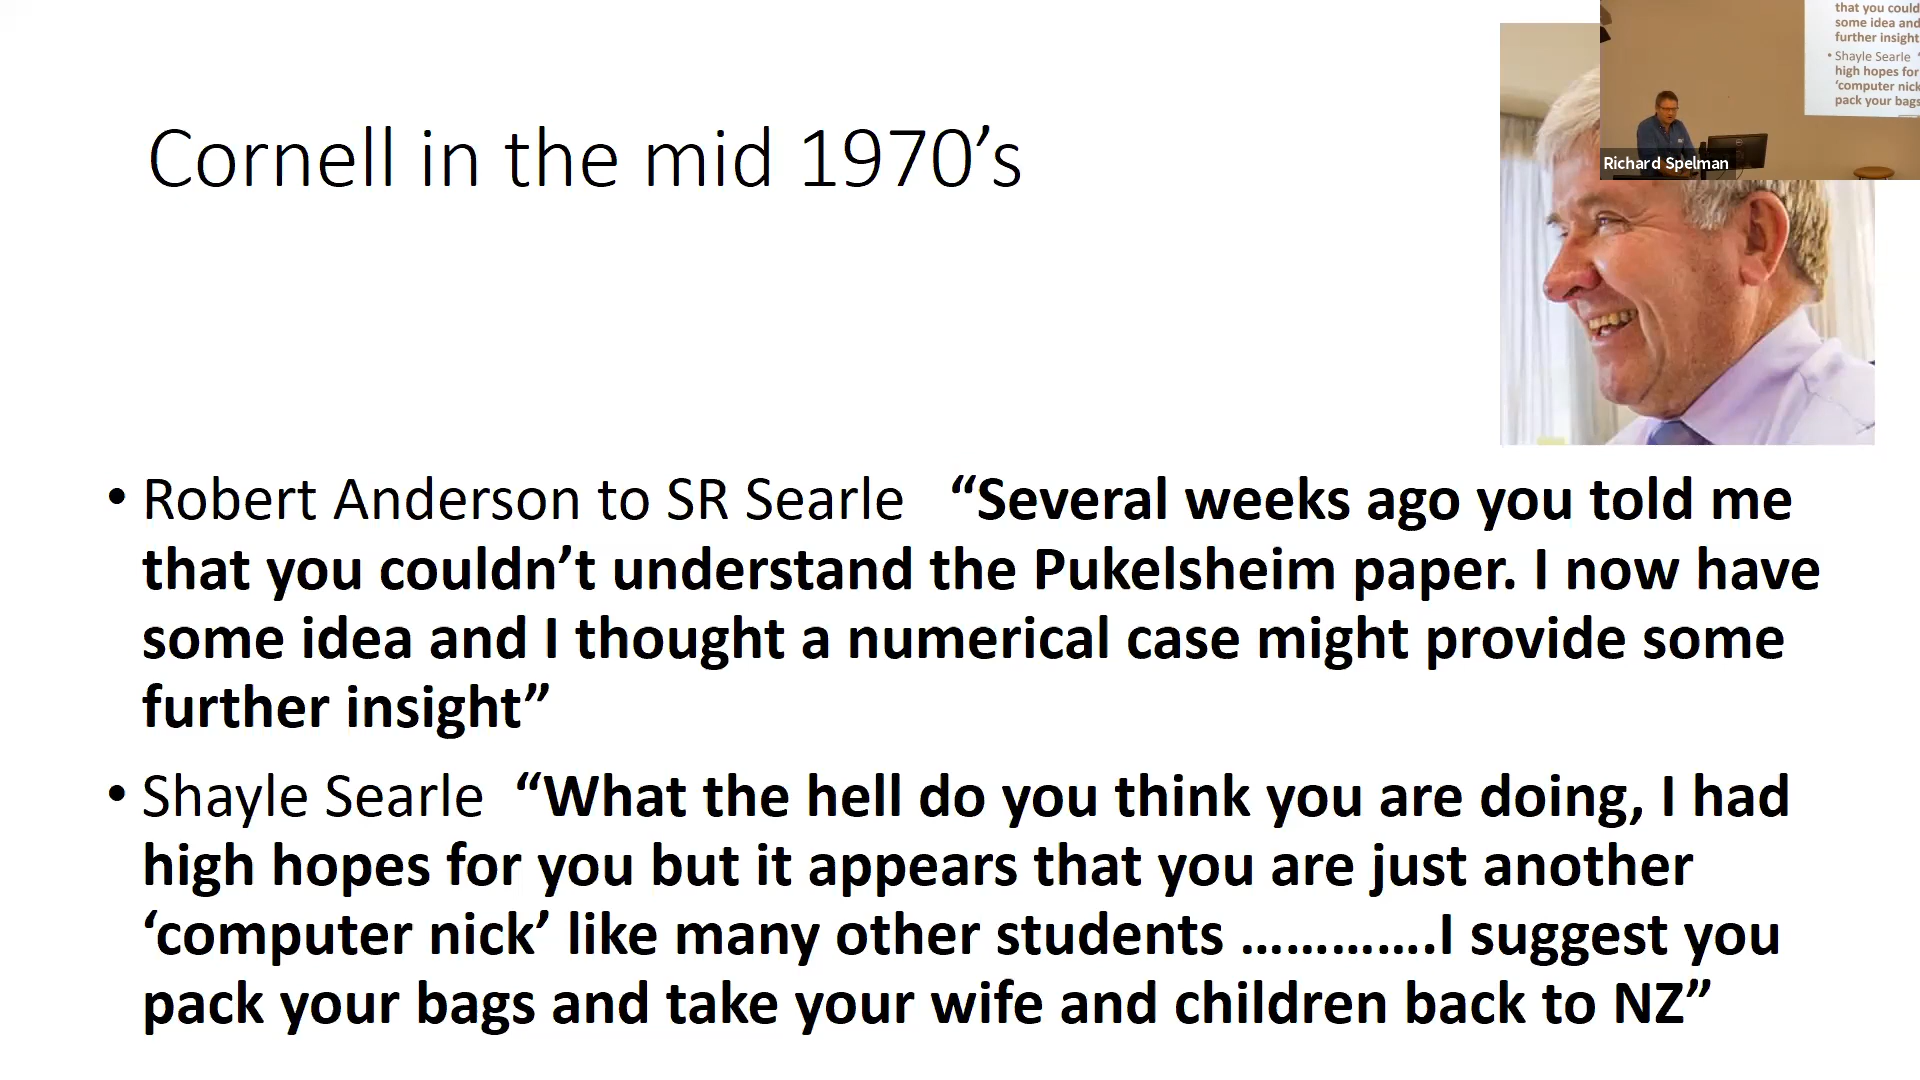 Cornell in the mid 1970’s
that you could
some idea and
further insight
• Shayle Searle
high hopes for
‘computer nick
pack your bags
Richard Spelman
• Robert Anderson to SR Searle “Several weeks ago you told me
that you couldn’t understand the Pukelsheim paper. I now have
some idea and I thought a numerical case might provide some
further insight”
• Shayle Searle “What the hell do you think you are doing, I had
high hopes for you but it appears that you are just another
‘computer nick’ like many other students ………….I suggest you
pack your bags and take your wife and children back to NZ”